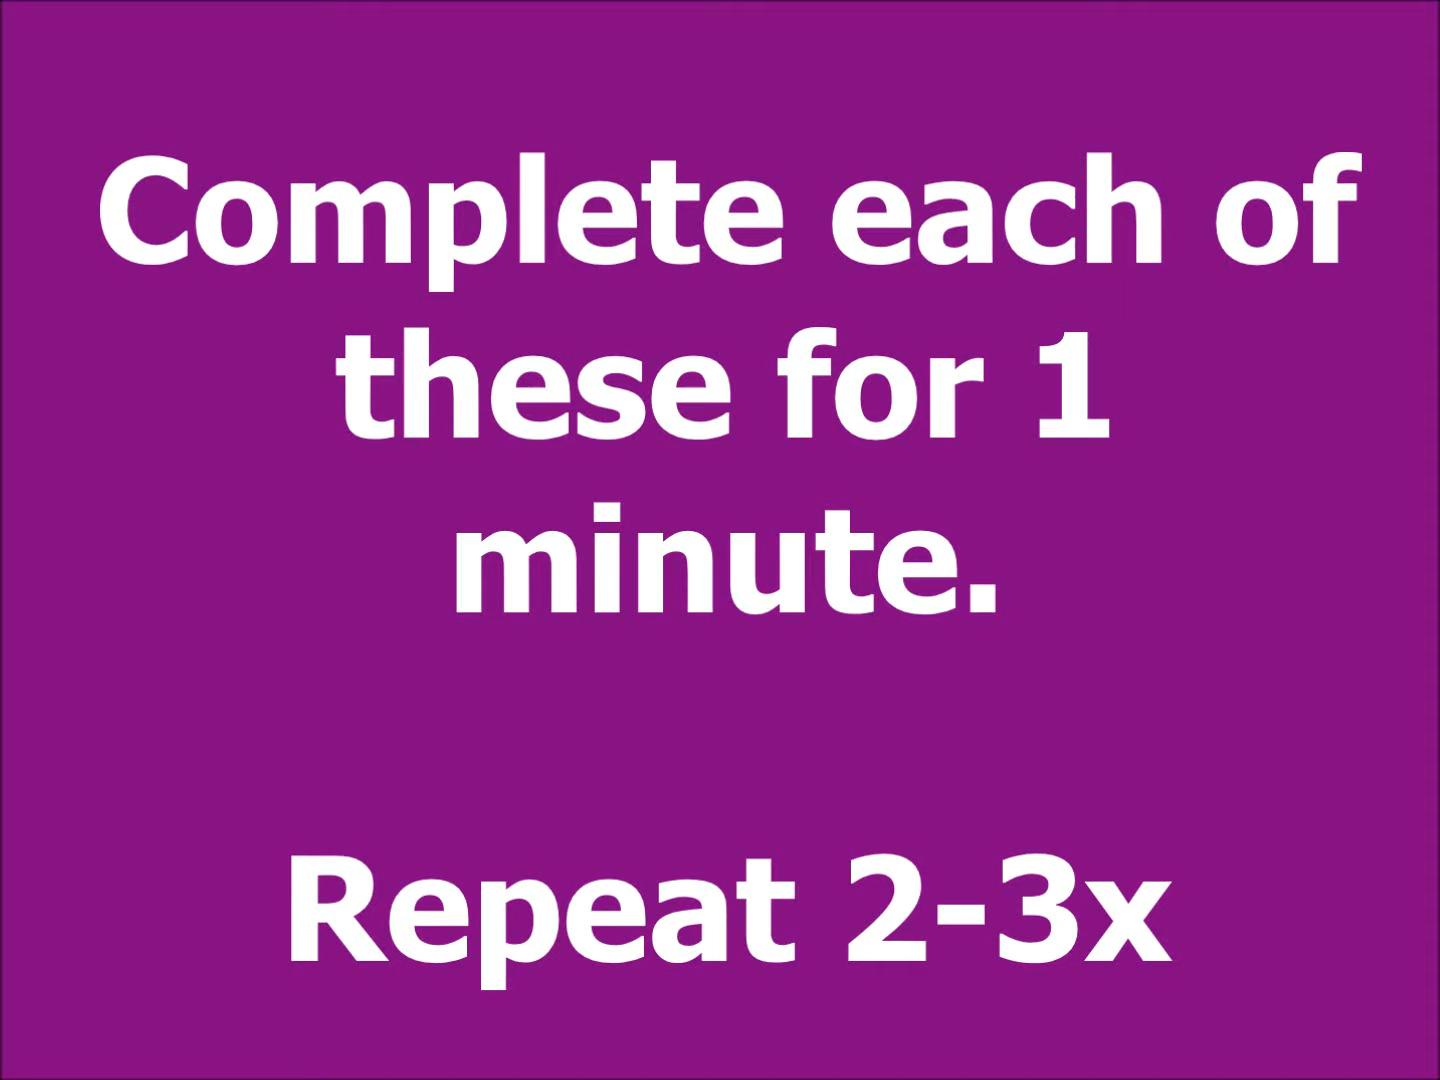 Complete each of
these for 1
minute.
Repeat 2-3x